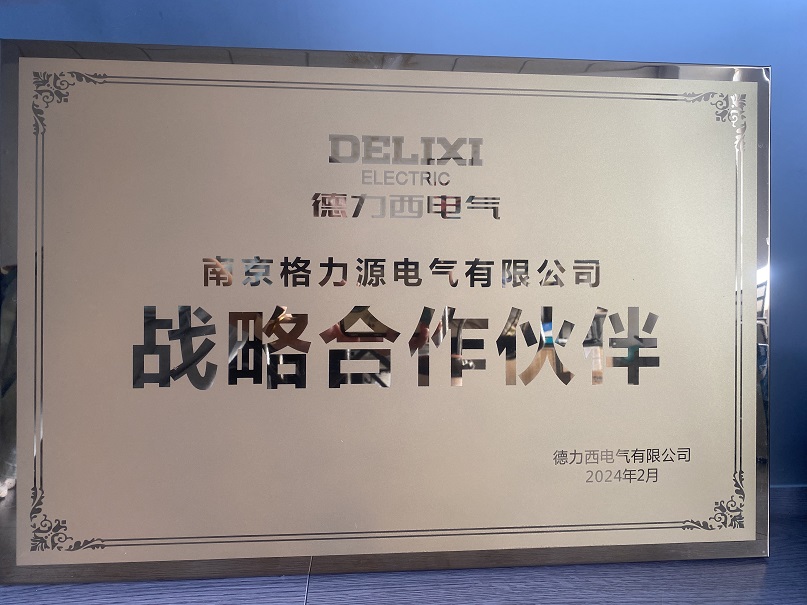 DELIXI
ELECTRIC
德力西电气
南京格力源电气有限公司
战略合作伙伴
德力西电气有限公司
2024年2月